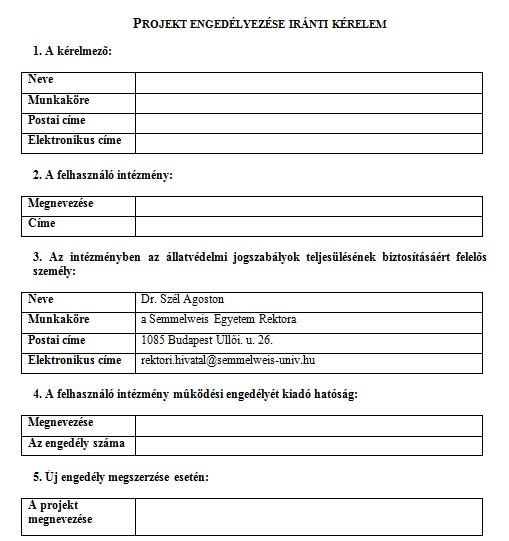 PROJEKT ENGEDÉLYEZÉSE IRÁNTI KÉRELEM
1. A kérelmező:
Neve
Munkaköre
Postai címe
Elektronikus címe
2. A felhasználó intézmény:
Megnevezése
Címe
3. Az intézményben az állatvédelmi jogszabályok teljesülésének biztosításáért felelős
személy:
Neve Dr. Szél Agoston
Munkaköre a Semmelweis Egyetem Rektora
Postai címe 1085 Budapest Üllői. u. 26.
Elektronikus címe rektori.hivatal@semmelweis-univ.hu
4. A felhasználó intézmény működési engedélyét kiadó hatóság:
Megnevezése
Az engedély száma
5. Új engedély megszerzése esetén:
A projekt
megnevezése